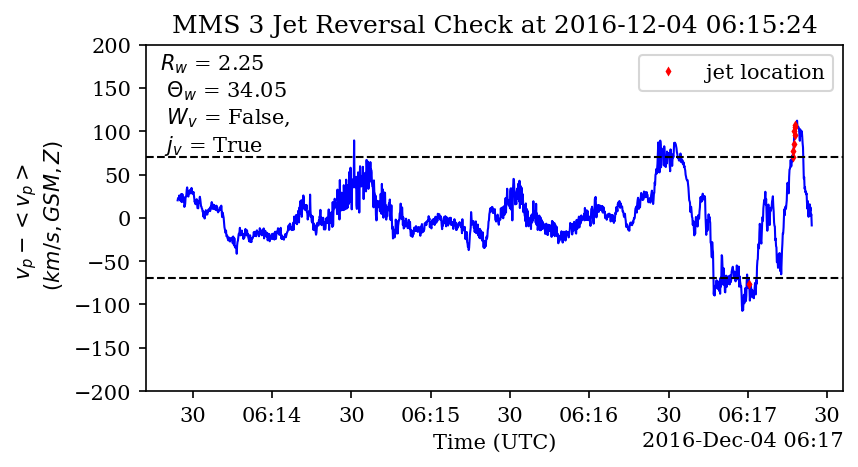 MMS 3 Jet Reversal Check at 2016-12-04 06:15:24
R_w = 2.25
Θ_w = 34.05
W_v = False,
j_v = True
jet location
200
150
100
50
0
−50
−100
−150
−200
v_p − < v_p >
(km/s, GSM, Z)
30 06:14 30 06:15 30 06:16 30 06:17 30
Time (UTC)
2016-Dec-04 06:17